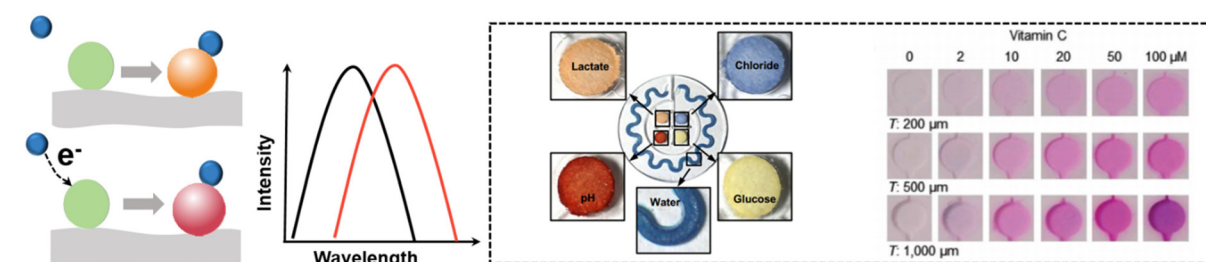 e-
Intensity
Wavelength
Lactate
Chloride
pH
Water
Glucose
Vitamin C
0 2 10 20 50 100 μM
T: 200 μm
T: 500 μm
T: 1,000 μm